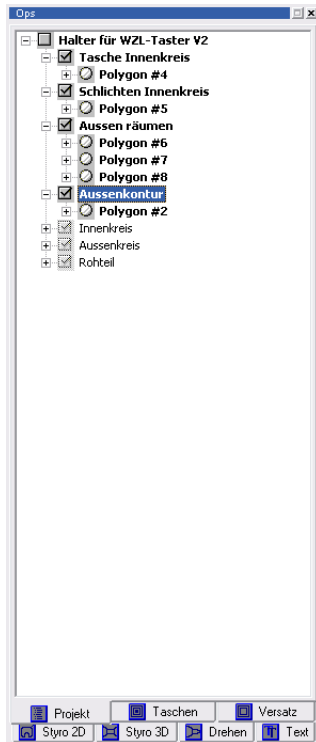 Ops
Halter für WZL-Taster V2
Tasche Innenkreis
Polygon #4
Schlichten Innenkreis
Polygon #5
Aussen räumen
Polygon #6
Polygon #7
Polygon #8
Aussenkontur
Polygon #2
Innenkreis
Aussenkreis
Rohteil
Projekt Taschen Versatz
Styro 2D Styro 3D Drehen Text